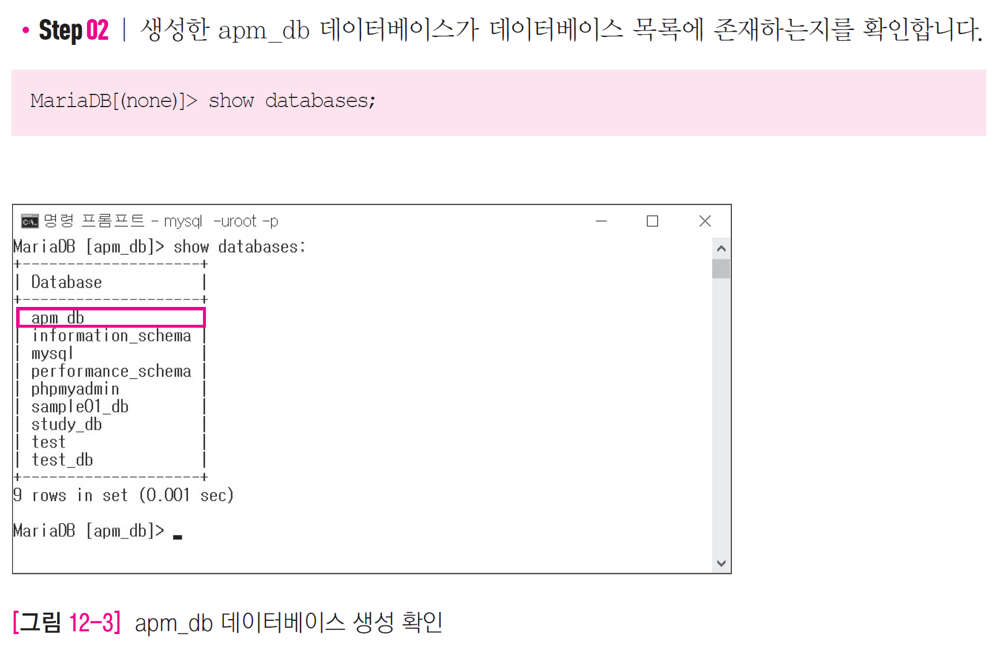 • Step 02 | 생성한 apm_db 데이터베이스가 데이터베이스 목록에 존재하는지를 확인합니다.
MariaDB[(none)]> show databases;
명령 프롬프트 - mysql  -uroot -p
MariaDB [apm_db]> show databases;
+--------------------+
| Database           |
+--------------------+
apm_db
| information_schema |
| mysql              |
| performance_schema |
| phpmyadmin         |
| sample01_db        |
| study_db           |
| test               |
| test_db            |
+--------------------+
9 rows in set (0.001 sec)
MariaDB [apm_db]> _
[그림 12-3] apm_db 데이터베이스 생성 확인